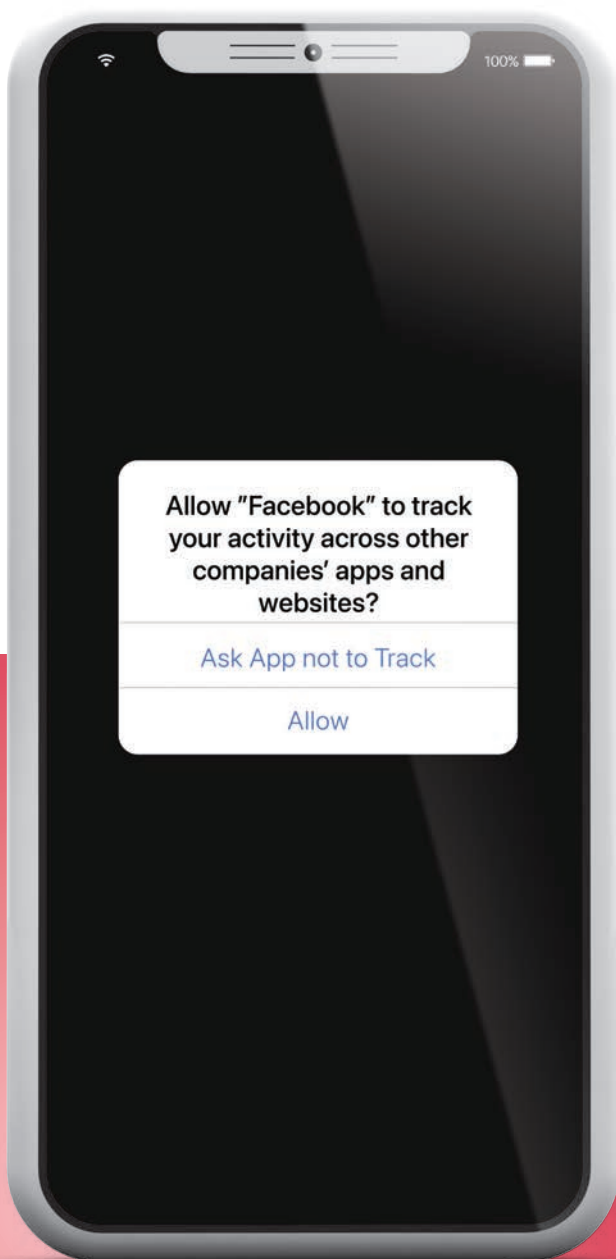 100%
Allow "Facebook" to track
your activity across other
companies’ apps and
websites?
Ask App not to Track
Allow